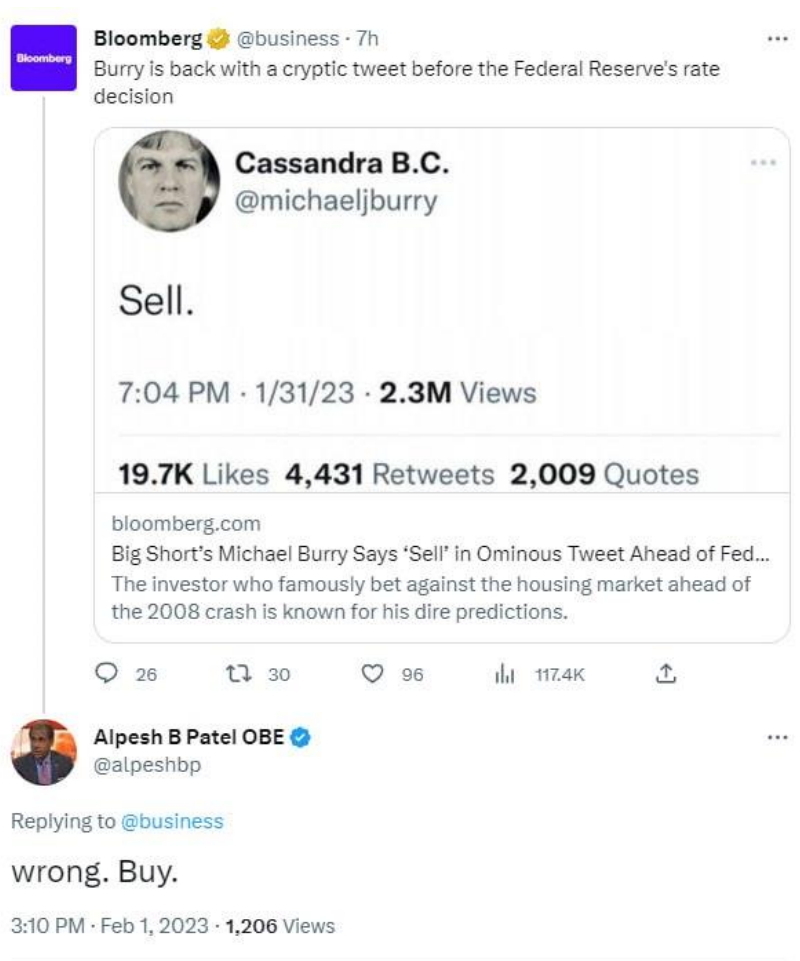 Bloomberg
Bloomberg @business · 7h
Burry is back with a cryptic tweet before the Federal Reserve's rate
decision
Cassandra B.C.
@michaeljburry
Sell.
7:04 PM · 1/31/23 · 2.3M Views
19.7K Likes 4,431 Retweets 2,009 Quotes
bloomberg.com
Big Short's Michael Burry Says ‘Sell’ in Ominous Tweet Ahead of Fed...
The investor who famously bet against the housing market ahead of
the 2008 crash is known for his dire predictions.
26 30 96 117.4K
Alpesh B Patel OBE
@alpeshbp
Replying to @business
wrong. Buy.
3:10 PM · Feb 1, 2023 · 1,206 Views